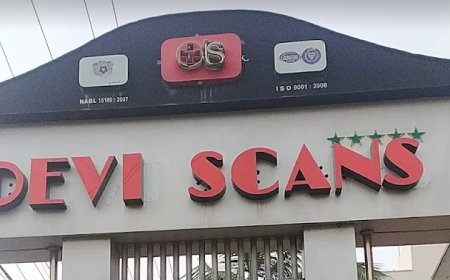 NABL 15189 : 2007
ISO 9001 : 2008
DEVI SCANS